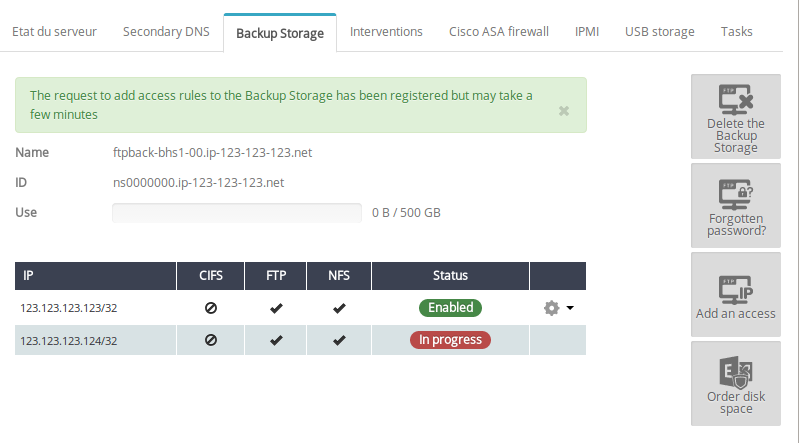 Etat du serveur Secondary DNS Backup Storage Interventions Cisco ASA firewall IPMI USB storage Tasks
The request to add access rules to the Backup Storage has been registered but may take a
few minutes
Name ftpback-bhs1-00.ip-123-123-123.net
ID ns0000000.ip-123-123-123.net
Use 0 B / 500 GB
IP CIFS FTP NFS Status
123.123.123.123/32 Enabled
123.123.123.124/32 In progress
FTP
Delete the
Backup
Storage
FTP
Forgotten
password?
FTP
IP
Add an access
Order disk
space